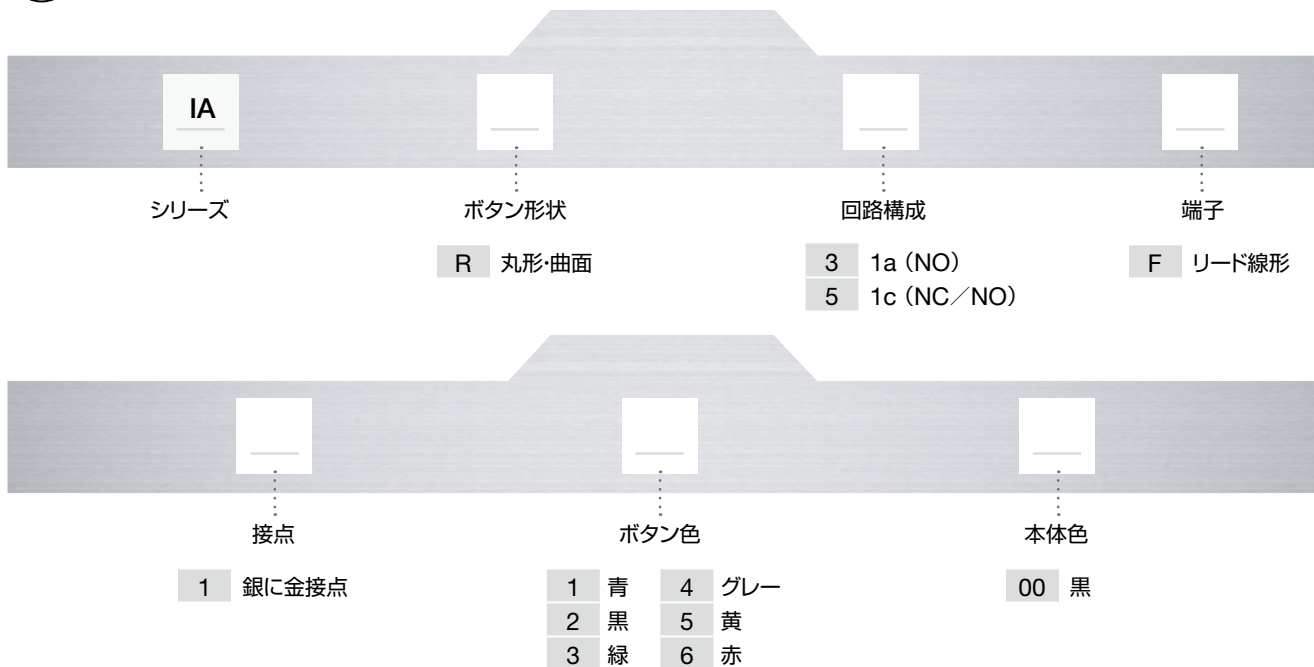 IA
シリーズ ボタン形状 回路構成 端子
R 丸形・曲面 3 1a（NO） F リード線形
5 1c（NC／NO）
接点 ボタン色 本体色
1 銀に金接点 1 青 4 グレー 00 黒
2 黒 5 黄
3 緑 6 赤